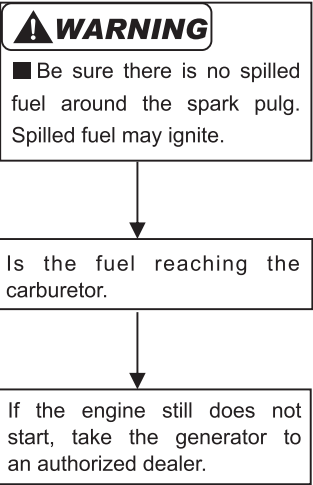 WARNING
■Be sure there is no spilled
fuel around the spark pulg.
Spilled fuel may ignite.
Is the fuel reaching the
carburetor.
If the engine still does not
start, take the generator to
an authorized dealer.